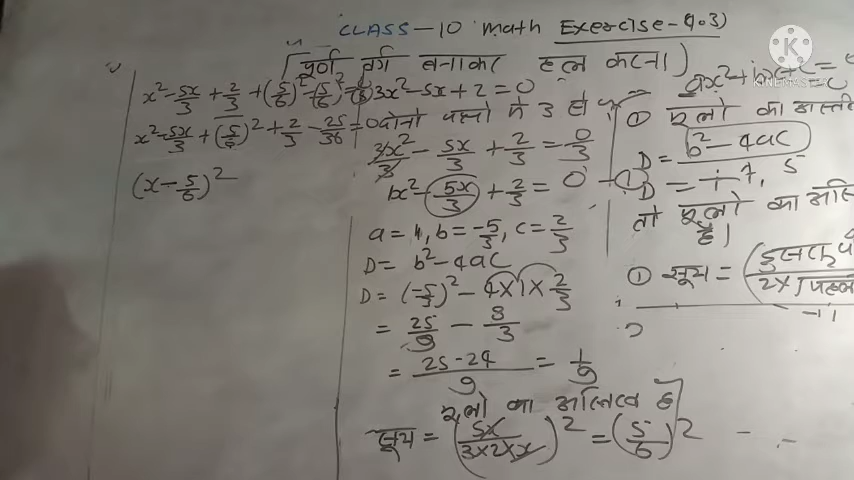 CLASS-10 Math Exercise-(4.3)
(पूर्ण वर्ग बनाकर हल करना)
x²-5x/3+2/3+(5/6)²-(5/6)²=0
x²-5x/3+(5/6)²+2/3-25/36=0
(x-5/6)²
3x²-5x+2=0
दोनो पक्षो मे 3 से
3x²/3-5x/3+2/3=0/3
x²-5x/3+2/3=0 -①
a=1, b=-5/3, c=2/3
D= b²-4ac
D=(-5/3)²-4×1×2/3
=25/9-8/3
=25-24/9=1/9
मूलो का अस्तित्व है
सूत्र=(5x/3×2×x)²=(5/6)²
ax²+bx+c=0
① मूलो का
D= b²-4ac
D=
तो मूलो का
है।
① सूत्र=
KINEMASTER